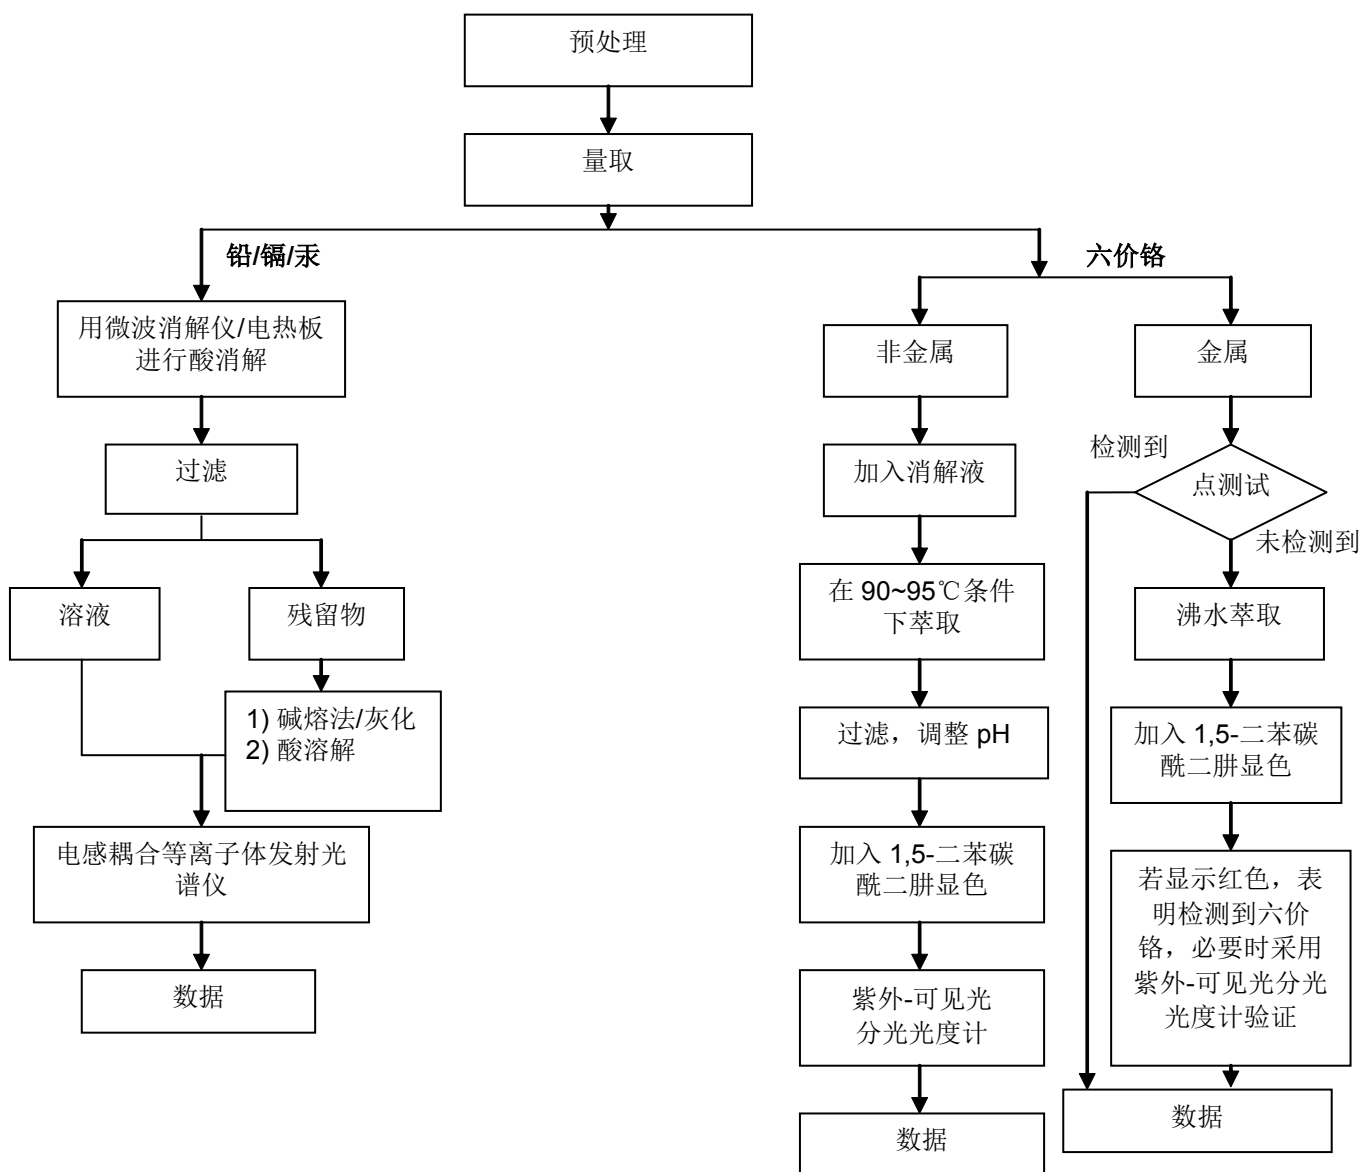 预处理
量取
铅/镉/汞
六价铬
用微波消解仪/电热板
进行酸消解
过滤
溶液
残留物
1) 碱熔法/灰化
2) 酸溶解
电感耦合等离子体发射光
谱仪
数据
非金属
加入消解液
在 90~95℃条件
下萃取
过滤，调整 pH
加入 1,5-二苯碳
酰二肼显色
紫外-可见光
分光光度计
数据
金属
检测到
点测试
未检测到
沸水萃取
加入 1,5-二苯碳
酰二肼显色
若显示红色，表
明检测到六价
铬，必要时采用
紫外-可见光分光
光度计验证
数据